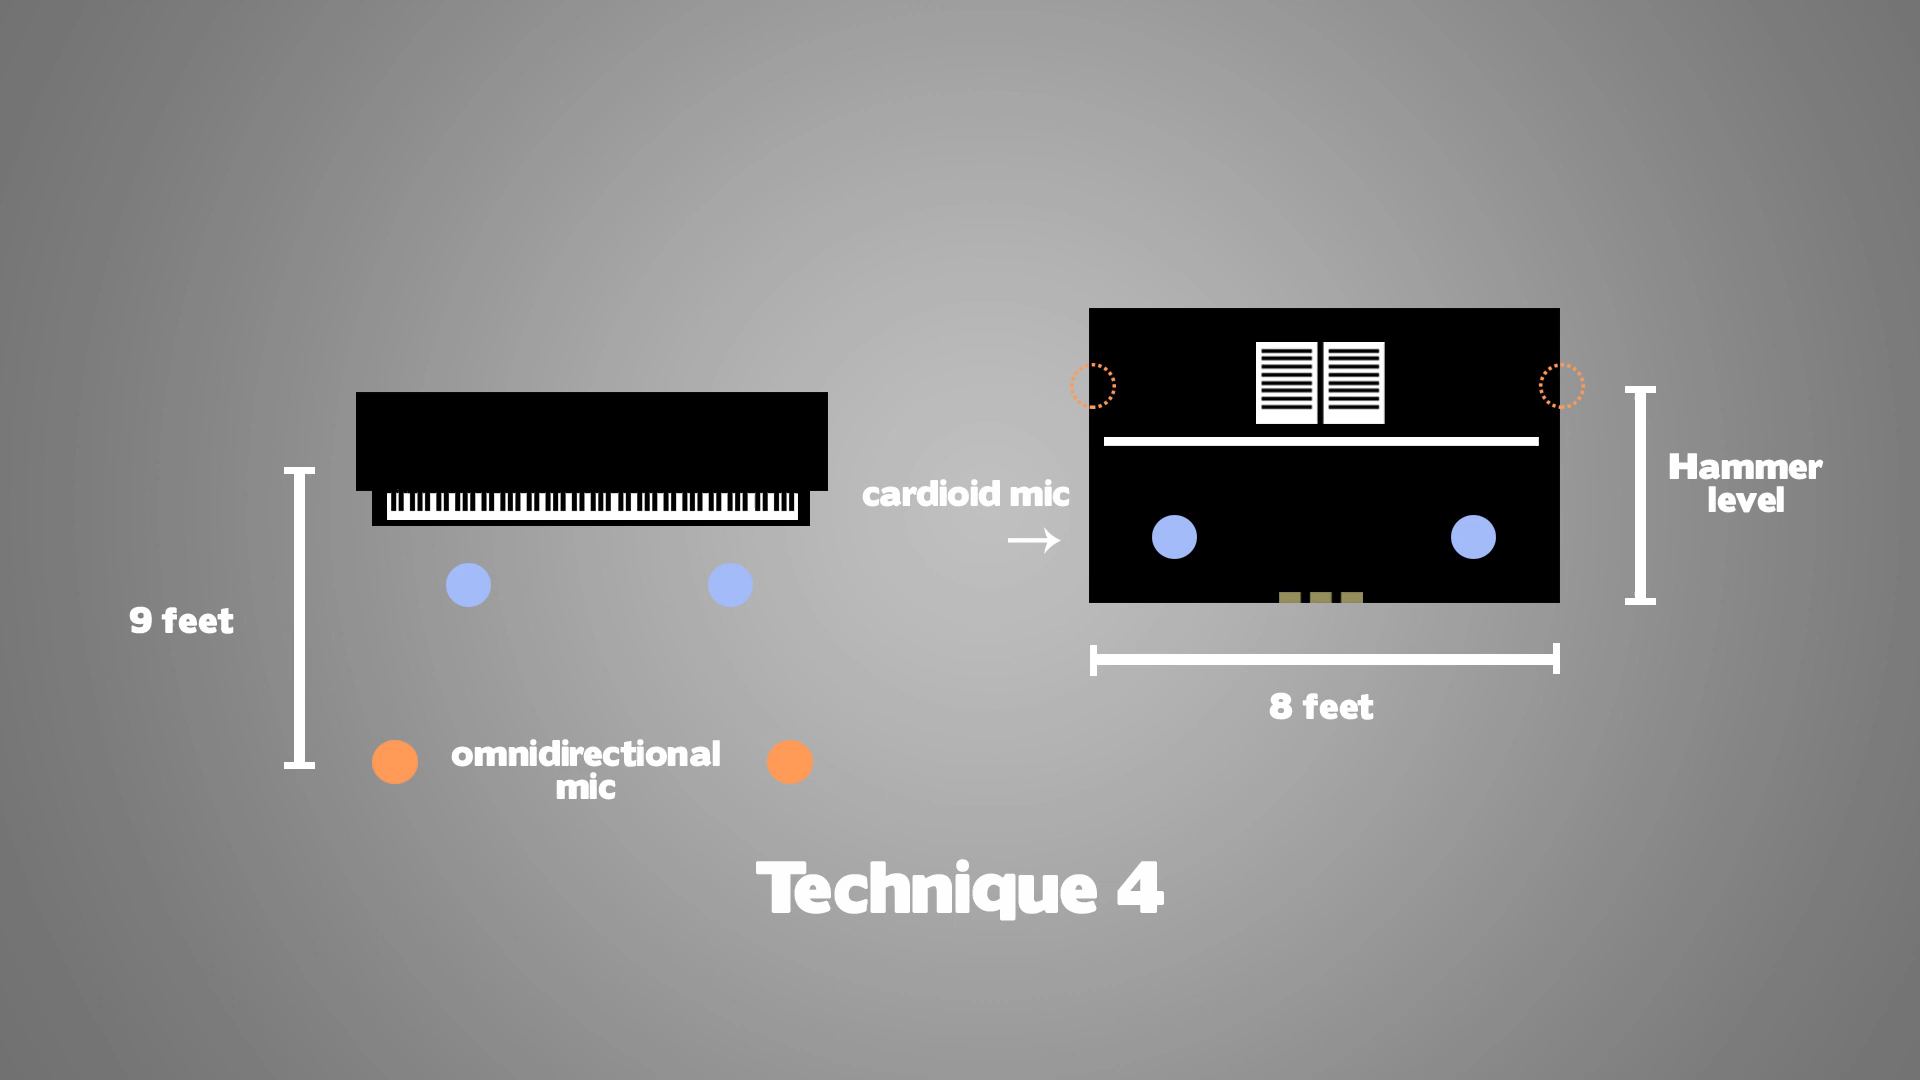 cardioid mic
Hammer
level
9 feet
8 feet
omnidirectional
mic
Technique 4